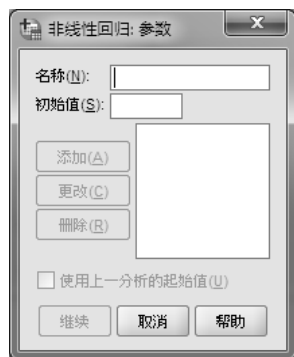 非线性回归: 参数
名称(N):
初始值(S):
添加(A)
更改(C)
删除(R)
使用上一分析的起始值(U)
继续 取消 帮助